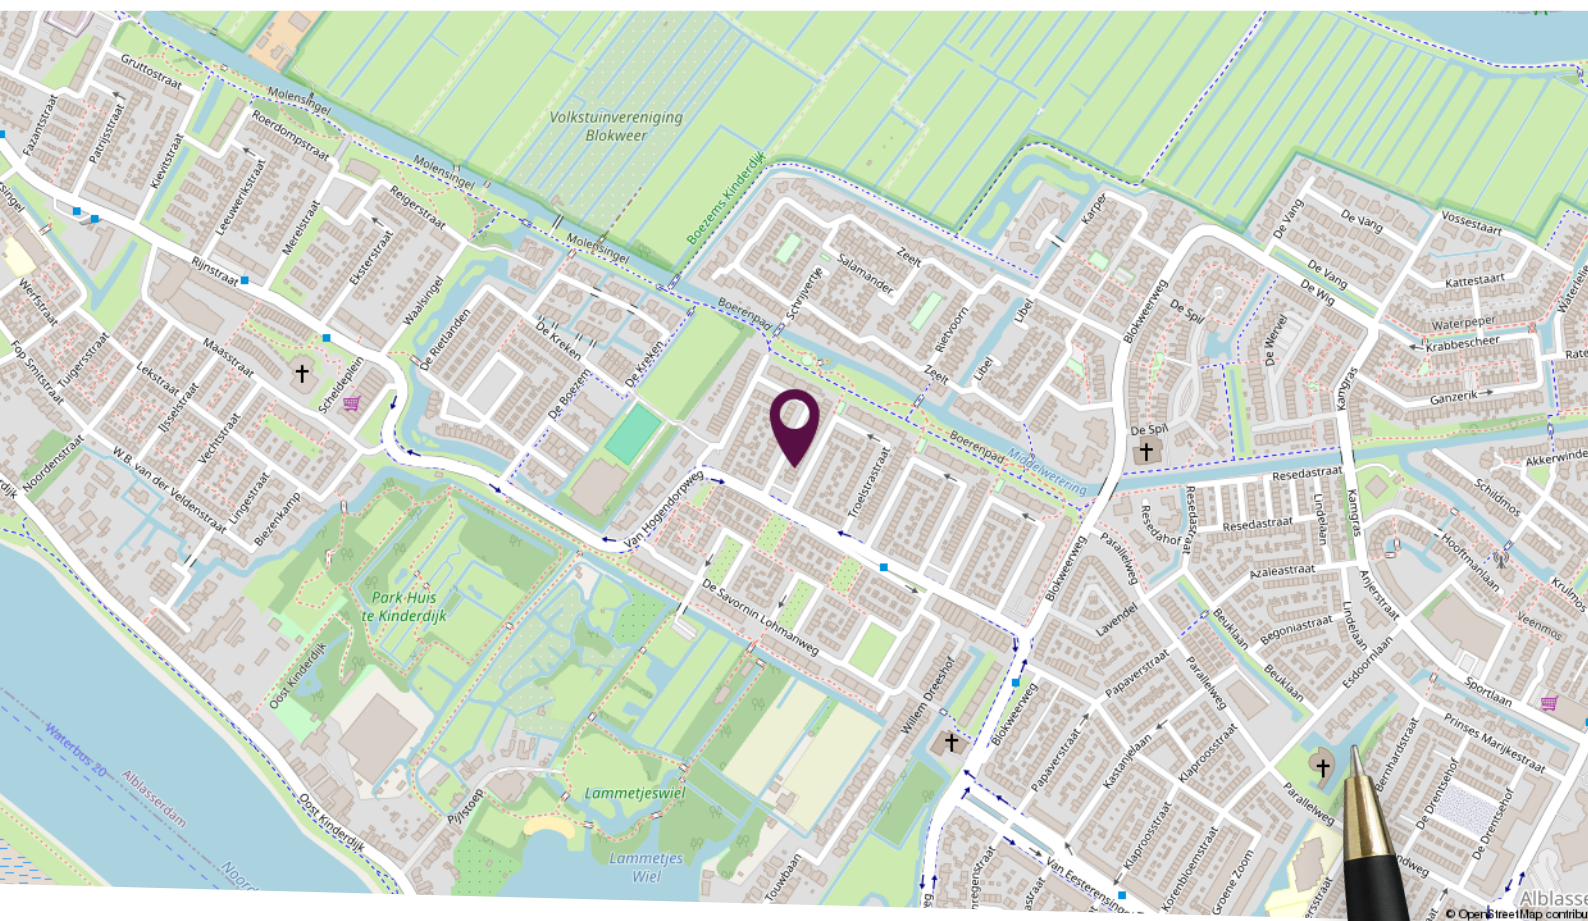 Gruttostraat
Molensingel
Fazantstraat
Patrijsstraat
Kievitstraat
Roerdompstraat
Leeuwerikstraat
Merelstraat
Reigerstraat
Eksterstraat
Molensingel
Volkstuinvereniging
Blokweer
Boezems Kinderdijk
Molensingel
Rijnstraat
Waalsingel
Werfstraat
Fop Smitstraat
Tuigersstraat
Maasstraat
Lekstraat
IJsselstraat
Vechtstraat
Scheldeplein
De Rietlanden
De Kreken
De Kreken
De Boezem
Boerenpad
Schrijvertje
Salamander
Zeelt
Rietvoorn
Libel
Libel
Zeelt
Karper
Blokweerweg
De Spil
De Spil
De Wervel
De Vang
De Vang
De Vang
De Wig
Vossestaart
Kattestaart
Waterpeper
Krabbescheer
Ganzerik
Kamgras
Kamgras
Noordenstraat
W.B. van der Veldenstraat
Lingestraat
Biezenkamp
Van Hogendorpweg
Troelstrastraat
Boerenpad
Middelwetering
Resedastraat
Resedastraat
Resedastraat
Resedahof
Lindelaan
Lindelaan
Akkerwinde
Schildmos
Hooftmanlaan
Krulmos
Veenmos
Azaleastraat
Anjerstraat
Begoniastraat
Beuklaan
Beuklaan
Esdoornlaan
Parallelweg
Parallelweg
Parallelweg
Lavendel
Papaverstraat
Papaverstraat
Blokweerweg
Blokweerweg
Park Huis
te Kinderdijk
De Savornin Lohmanweg
Willem Dreeshof
Oost Kinderdijk
Oost Kinderdijk
Waterbus 20
Alblasserdam
Pijlstoep
Lammetjeswiel
Lammetjes
Wiel
Touwbaan
Kastanjelaan
Klaproosstraat
Klaproosstraat
Korenbloemstraat
Groene Zoom
Van Eesterensingel
Sportlaan
Prinses Marijkestraat
Bernhardstraat
De Drentsehof
De Drentsehof
Alblasse
© OpenStreetMap contribu